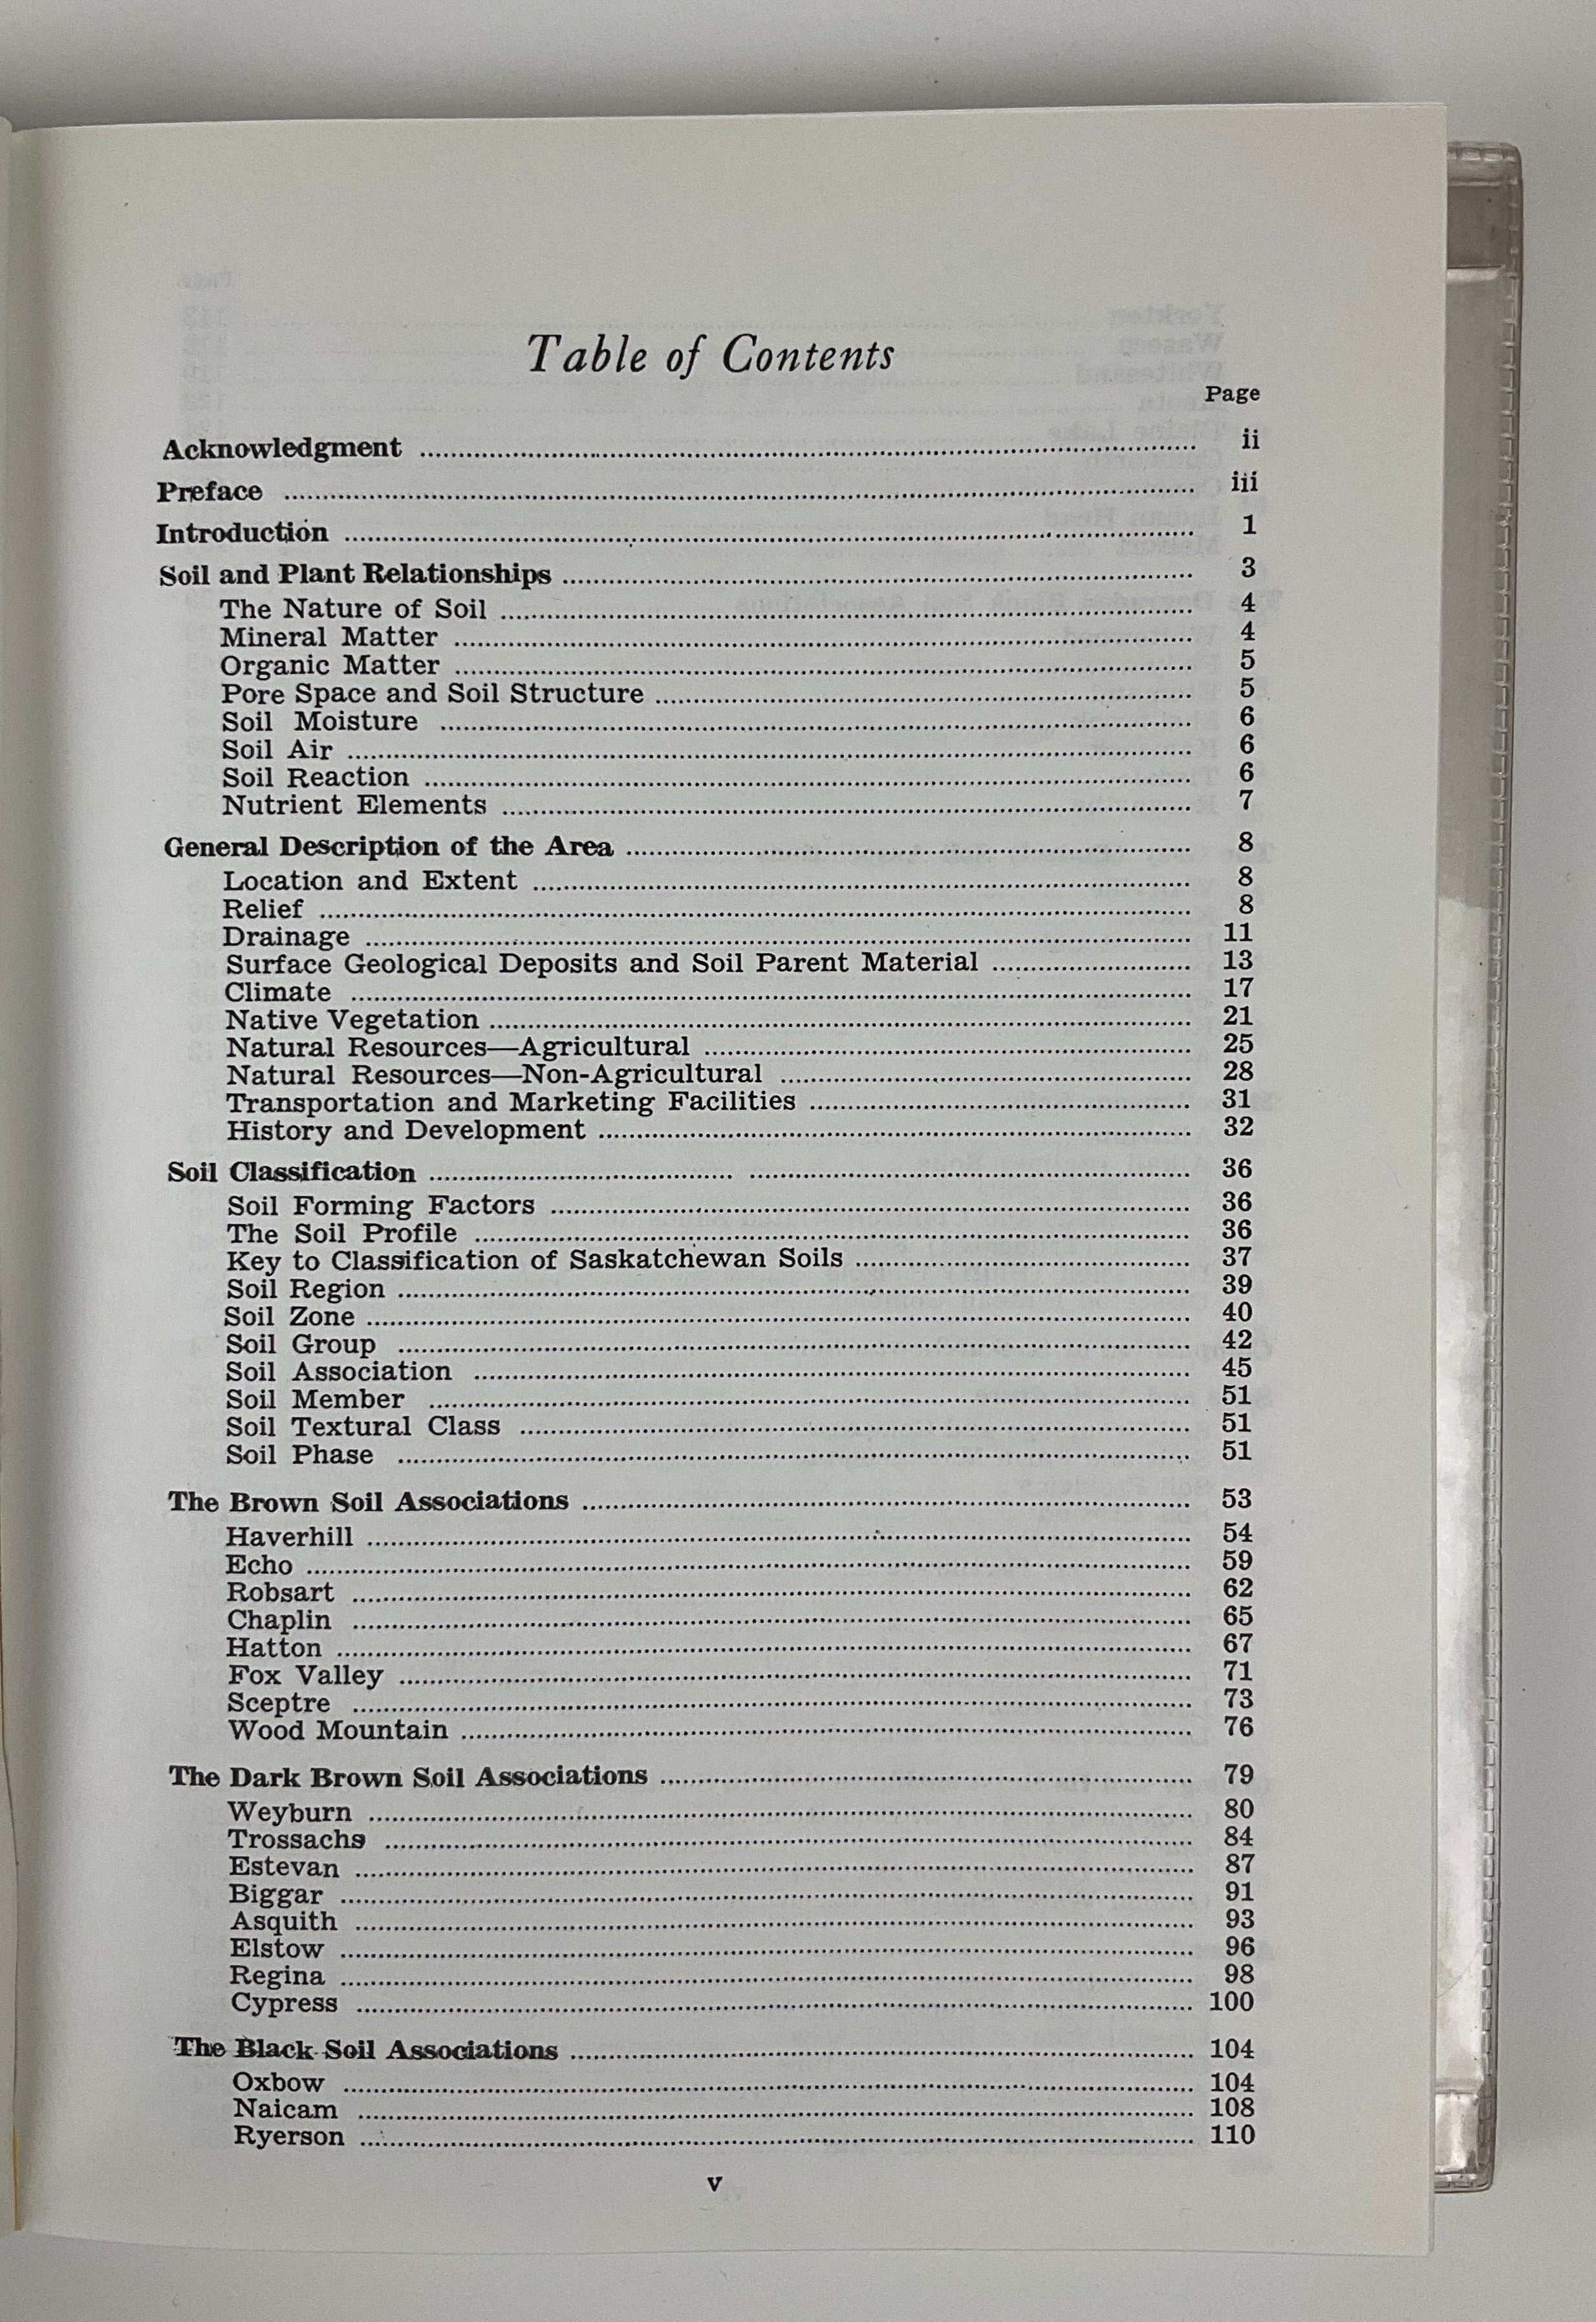 Table of Contents
Page
Acknowledgment ii
Preface iii
Introduction 1
Soil and Plant Relationships 3
The Nature of Soil 4
Mineral Matter 4
Organic Matter 5
Pore Space and Soil Structure 5
Soil Moisture 6
Soil Air 6
Soil Reaction 6
Nutrient Elements 7
General Description of the Area 8
Location and Extent 8
Relief 8
Drainage 11
Surface Geological Deposits and Soil Parent Material 13
Climate 17
Native Vegetation 21
Natural Resources—Agricultural 25
Natural Resources—Non-Agricultural 28
Transportation and Marketing Facilities 31
History and Development 32
Soil Classification 36
Soil Forming Factors 36
The Soil Profile 36
Key to Classification of Saskatchewan Soils 37
Soil Region 39
Soil Zone 40
Soil Group 42
Soil Association 45
Soil Member 51
Soil Textural Class 51
Soil Phase 51
The Brown Soil Associations 53
Haverhill 54
Echo 59
Robsart 62
Chaplin 65
Hatton 67
Fox Valley 71
Sceptre 73
Wood Mountain 76
The Dark Brown Soil Associations 79
Weyburn 80
Trossachs 84
Estevan 87
Biggar 91
Asquith 93
Elstow 96
Regina 98
Cypress 100
The Black Soil Associations 104
Oxbow 104
Naicam 108
Ryerson 110
v